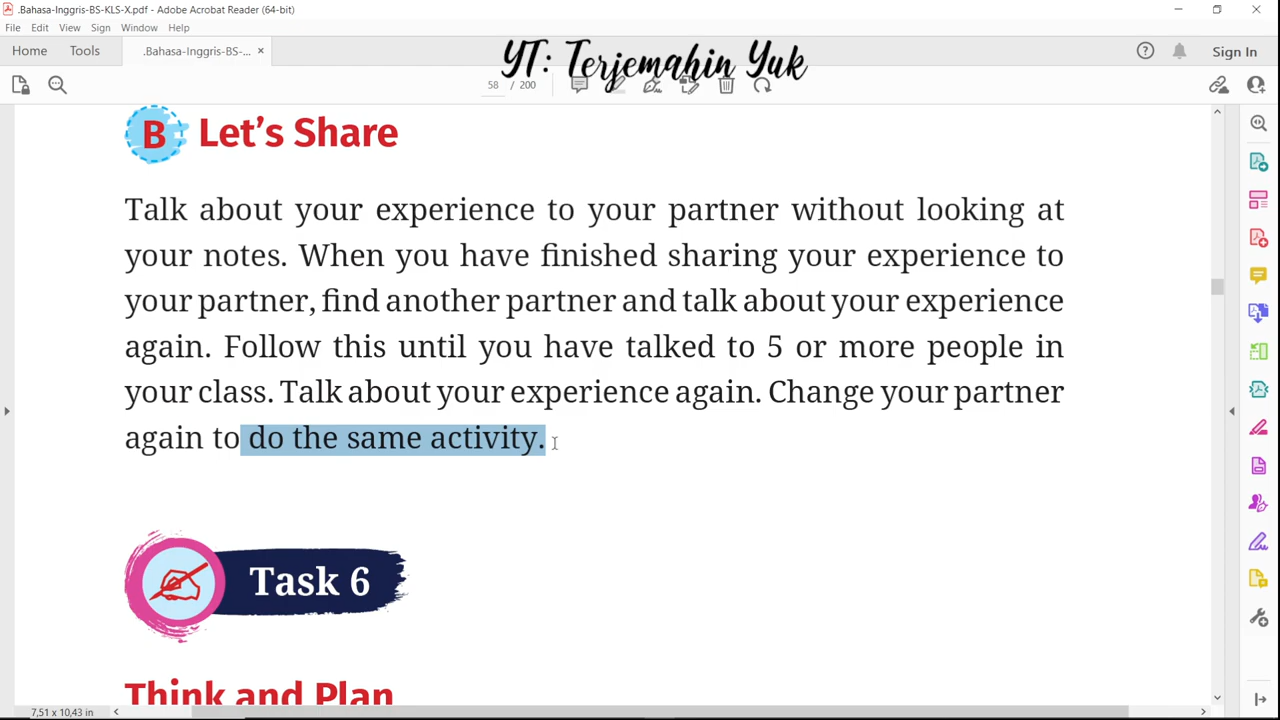 .Bahasa-Inggris-BS-KLS-X.pdf - Adobe Acrobat Reader (64-bit)
File Edit View Sign Window Help
Home Tools .Bahasa-Inggris-BS-... × Sign In
YT: Terjemahin Yuk
58 / 200
B Let's Share
Talk about your experience to your partner without looking at
your notes. When you have finished sharing your experience to
your partner, find another partner and talk about your experience
again. Follow this until you have talked to 5 or more people in
your class. Talk about your experience again. Change your partner
again to do the same activity.
Task 6
Think and Plan
7,51 x 10,43 in